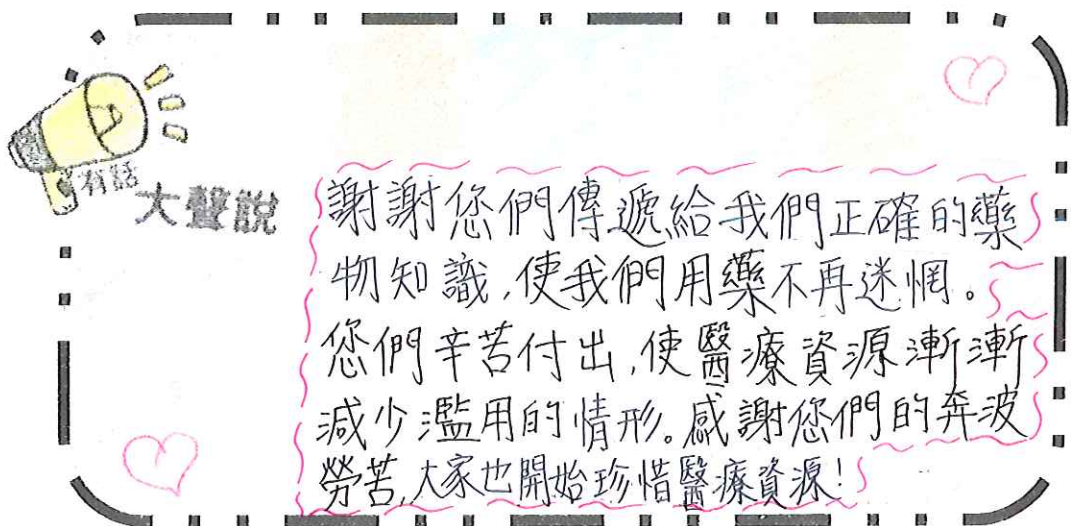 有話
大聲說
謝謝您們傳遞給我們正確的藥
物知識,使我們用藥不再迷惘。
您們辛苦付出,使醫療資源漸漸
減少濫用的情形。感謝您們的奔波
勞苦,大家也開始珍惜醫療資源!